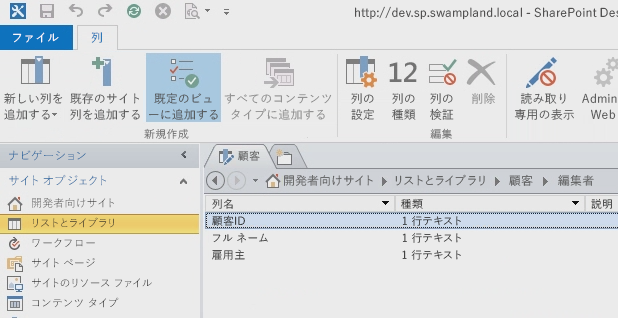 http://dev.sp.swampland.local - SharePoint Des
ファイル 列
新しい列を追加する 既存のサイト列を追加する 既定のビューに追加する すべてのコンテンツ タイプに追加する 列の設定 12 列の種類 列の検証 削除 読み取り専用の表示 Admin Web
新規作成 編集
ナビゲーション
顧客
サイト オブジェクト
開発者向けサイト リストとライブラリ 顧客 編集者
開発者向けサイト
列名 種類 説明
リストとライブラリ
顧客ID 1 行テキスト
ワークフロー
フル ネーム 1 行テキスト
サイト ページ
雇用主 1 行テキスト
サイトのリソース ファイル
コンテンツ タイプ